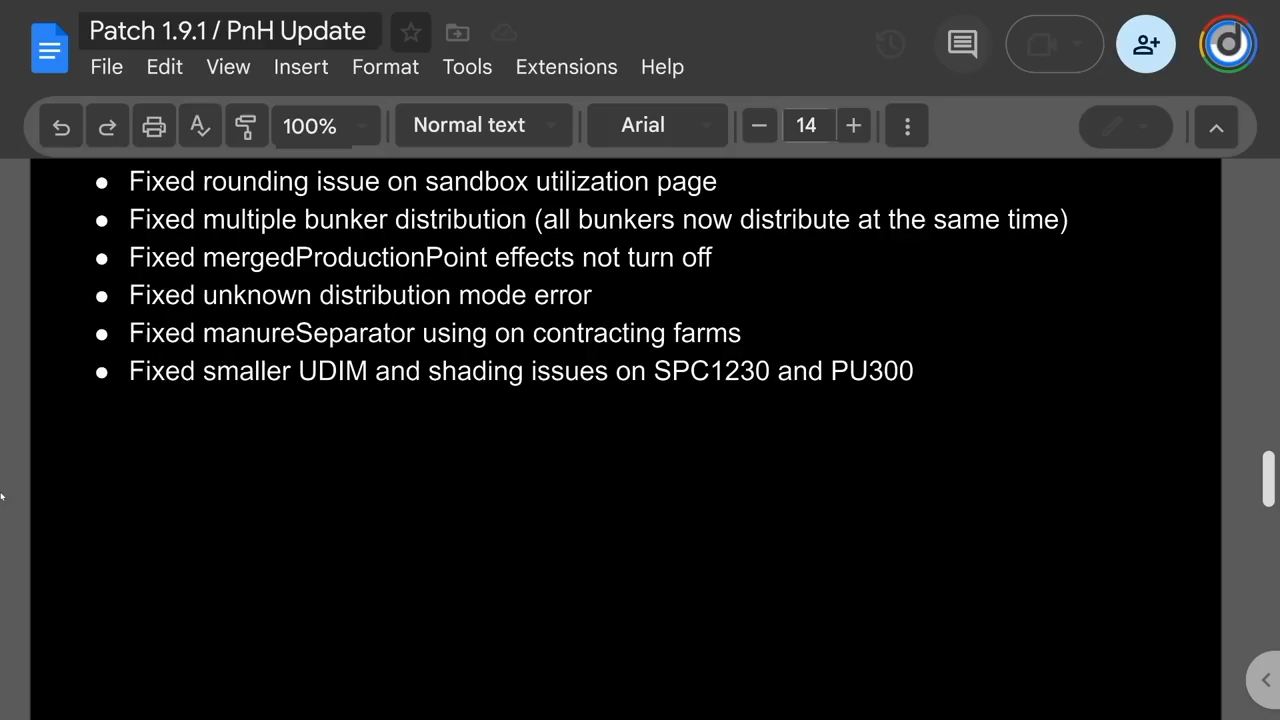 Patch 1.9.1 / PnH Update
File Edit View Insert Format Tools Extensions Help
100% Normal text Arial 14
● Fixed rounding issue on sandbox utilization page
● Fixed multiple bunker distribution (all bunkers now distribute at the same time)
● Fixed mergedProductionPoint effects not turn off
● Fixed unknown distribution mode error
● Fixed manureSeparator using on contracting farms
● Fixed smaller UDIM and shading issues on SPC1230 and PU300